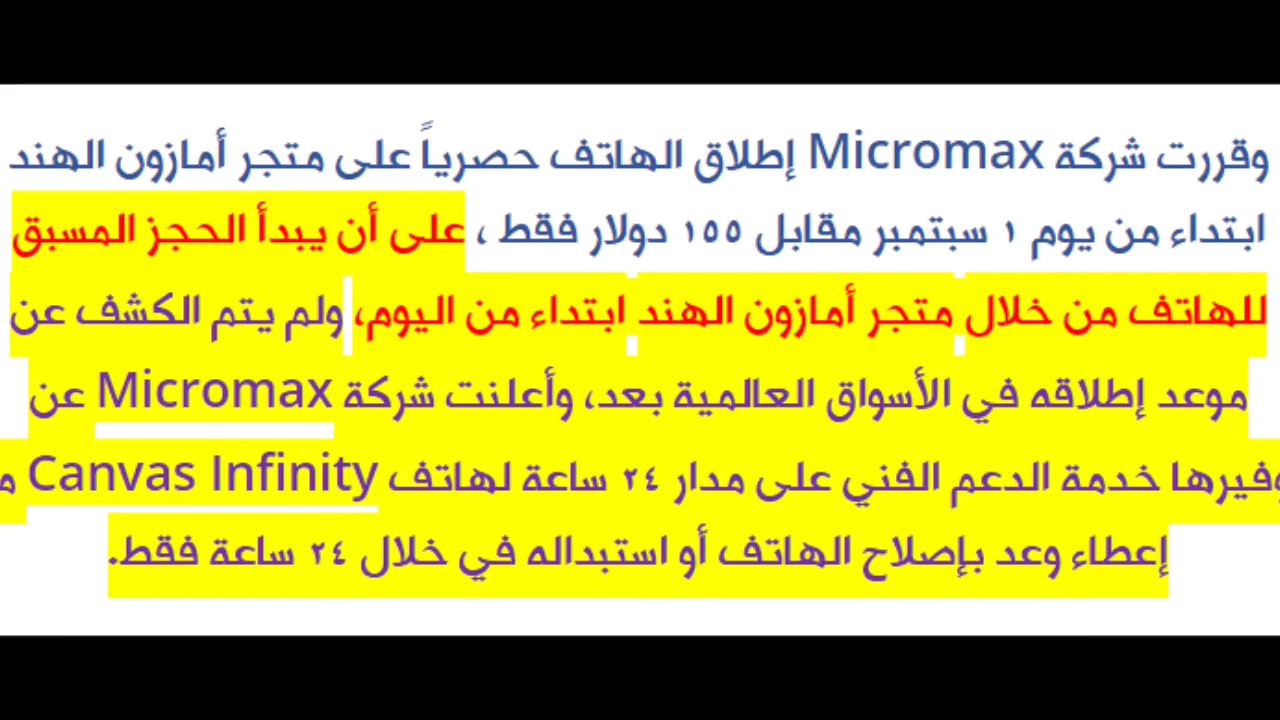 وقررت شركة Micromax إطلاق الهاتف حصرياً على متجر أمازون الهند
ابتداء من يوم ١ سبتمبر مقابل ١٥٥ دولار فقط ، على أن يبدأ الحجز المسبق
للهاتف من خلال متجر أمازون الهند ابتداء من اليوم، ولم يتم الكشف عن
موعد إطلاقه في الأسواق العالمية بعد، وأعلنت شركة Micromax عن
وفيرها خدمة الدعم الفني على مدار ٢٤ ساعة لهاتف Canvas Infinity
إعطاء وعد بإصلاح الهاتف أو استبداله في خلال ٢٤ ساعة فقط.